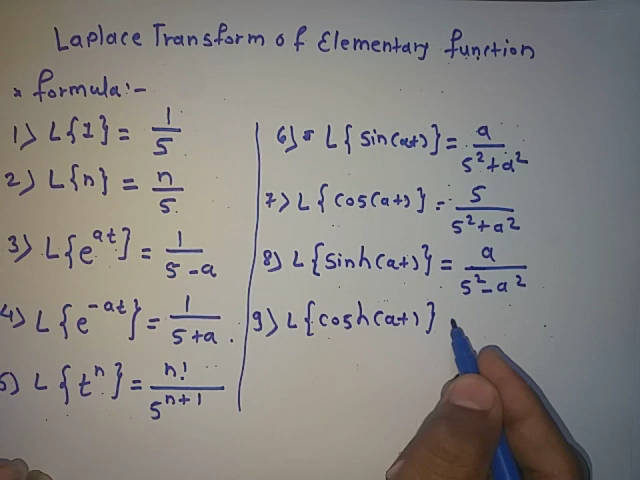 Laplace Transform of Elementary function
* formula:-
1) L{1} = 1/s
2) L{n} = n/s
3) L{e^at} = 1/(s-a)
4) L{e^-at} = 1/(s+a).
5) L{t^n} = n!/s^(n+1)
6) L{sin(at)} = a/(s²+a²)
7) L{cos(at)} = s/(s²+a²)
8) L{sinh(at)} = a/(s²-a²)
9) L{cosh(at)}